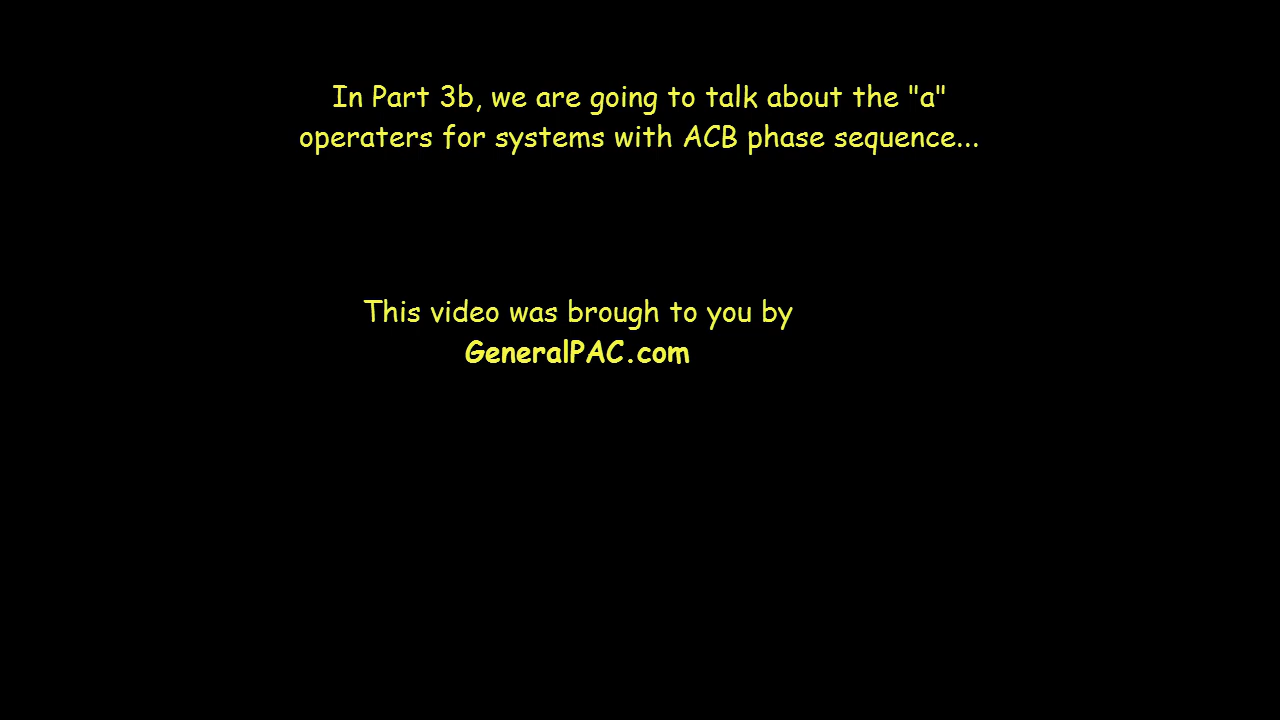 In Part 3b, we are going to talk about the "a"
operaters for systems with ACB phase sequence...
This video was brough to you by
GeneralPAC.com